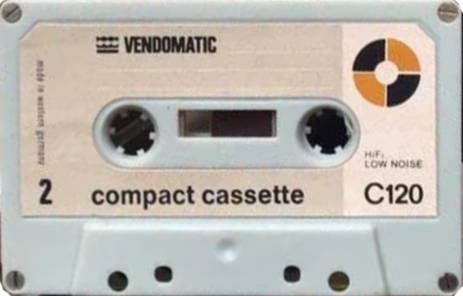 VENDOMATIC
made in western germany
HiFi
LOW NOISE
2
compact cassette
C120